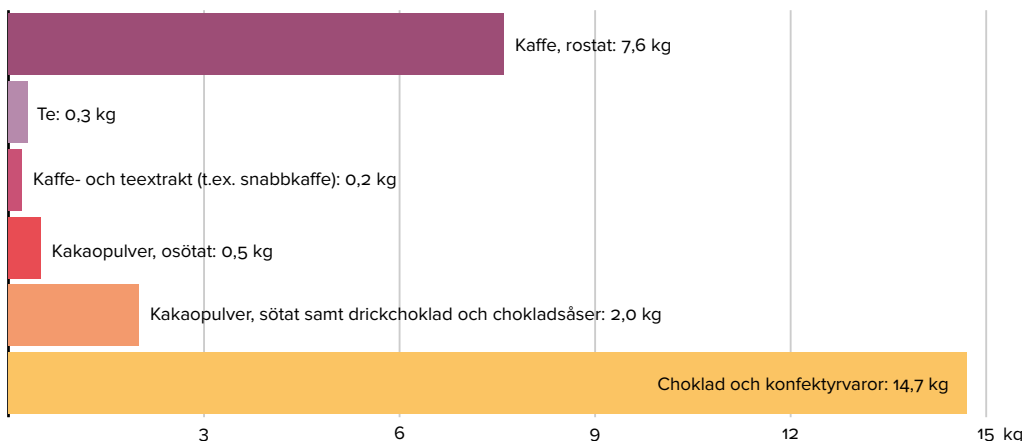 Kaffe, rostat: 7,6 kg
Te: 0,3 kg
Kaffe- och teextrakt (t.ex. snabbkaffe): 0,2 kg
Kakaopulver, osötat: 0,5 kg
Kakaopulver, sötat samt drickchoklad och chokladsåser: 2,0 kg
Choklad och konfektyrvaror: 14,7 kg
3 6 9 12 15 kg